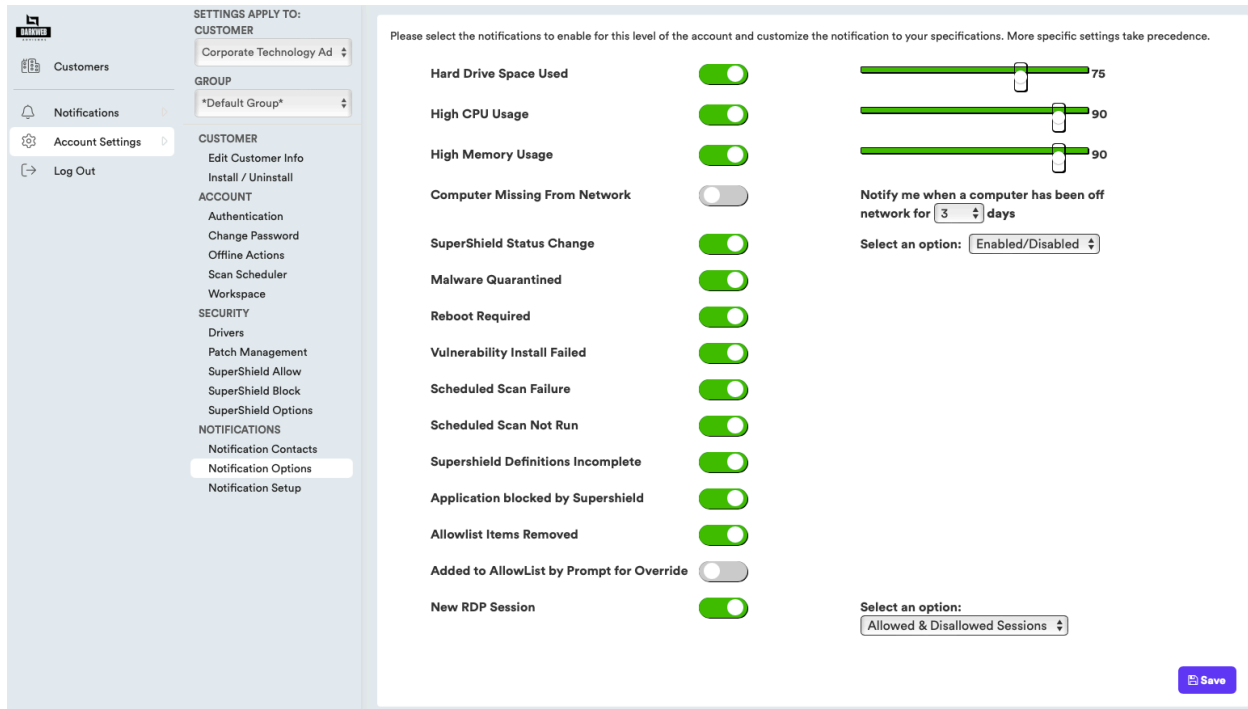 DARKWEB
Customers
Notifications
Account Settings
Log Out
SETTINGS APPLY TO:
CUSTOMER
Corporate Technology Ad
GROUP
*Default Group*
CUSTOMER
Edit Customer Info
Install / Uninstall
ACCOUNT
Authentication
Change Password
Offline Actions
Scan Scheduler
Workspace
SECURITY
Drivers
Patch Management
SuperShield Allow
SuperShield Block
SuperShield Options
NOTIFICATIONS
Notification Contacts
Notification Options
Notification Setup
Please select the notifications to enable for this level of the account and customize the notification to your specifications. More specific settings take precedence.
Hard Drive Space Used 75
High CPU Usage 90
High Memory Usage 90
Computer Missing From Network Notify me when a computer has been off
network for 3 days
SuperShield Status Change Select an option: Enabled/Disabled
Malware Quarantined
Reboot Required
Vulnerability Install Failed
Scheduled Scan Failure
Scheduled Scan Not Run
Supershield Definitions Incomplete
Application blocked by Supershield
Allowlist Items Removed
Added to AllowList by Prompt for Override
New RDP Session Select an option:
Allowed & Disallowed Sessions
Save